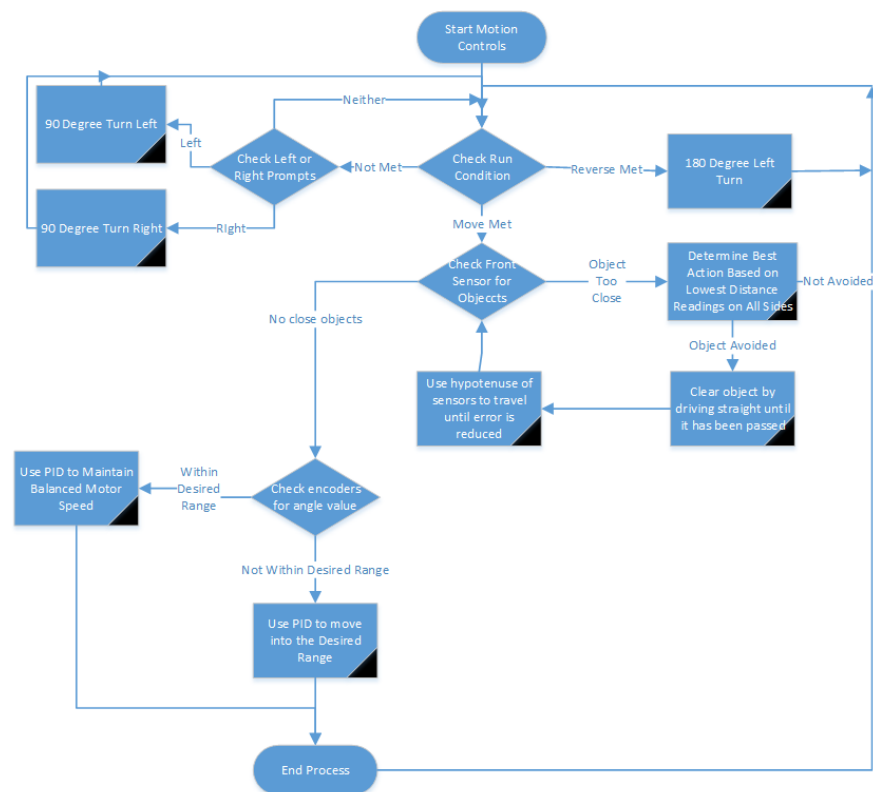 Start Motion
Controls
Neither
90 Degree Turn Left
Left
Check Left or
Right Prompts
Not Met
Check Run
Condition
Reverse Met
180 Degree Left
Turn
90 Degree Turn Right
RIght
Move Met
Check Front
Sensor for
Objeccts
Object
Too
Close
Determine Best
Action Based on
Lowest Distance
Readings on All Sides
Not Avoided
No close objects
Object Avoided
Use hypotenuse of
sensors to travel
until error is
reduced
Clear object by
driving straight until
it has been passed
Use PID to Maintain
Balanced Motor
Speed
Within
Desired
Range
Check encoders
for angle value
Not Within Desired Range
Use PID to move
into the Desired
Range
End Process